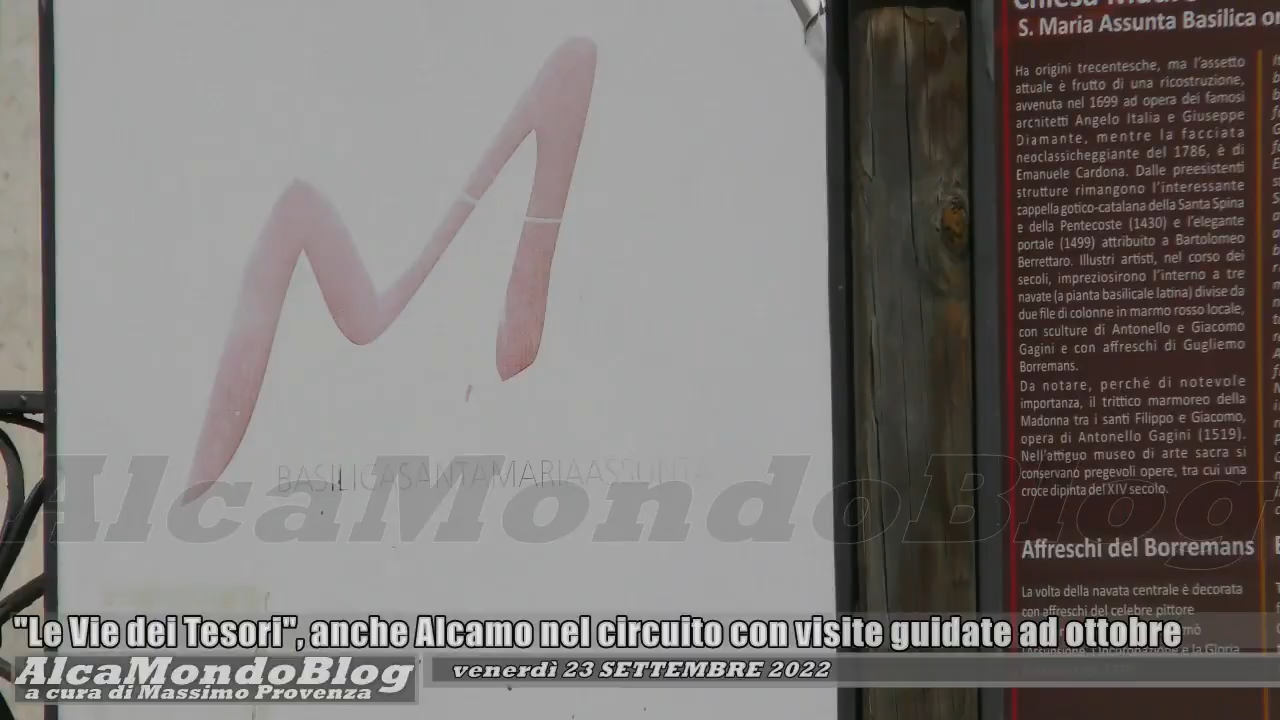 M
BASILICASANTAMARIAASSUNTA
S. Maria Assunta Basilica
Ha origini trecentesche, ma l'assetto
attuale è frutto di una ricostruzione,
avvenuta nel 1699 ad opera dei famosi
architetti Angelo Italia e Giuseppe
Diamante, mentre la facciata
neoclassicheggiante del 1786, è di
Emanuele Cardona. Dalle preesistenti
strutture rimangono l'interessante
cappella gotico-catalana della Santa Spina
e della Pentecoste (1430) e l'elegante
portale (1499) attribuito a Bartolomeo
Berrettaro. Illustri artisti, nel corso dei
secoli, impreziosirono l'interno a tre
navate (a pianta basilicale latina) divise da
due file di colonne in marmo rosso locale,
con sculture di Antonello e Giacomo
Gagini e con affreschi di Gugliemo
Borremans.
Da notare, perché di notevole
importanza, il trittico marmoreo della
Madonna tra i santi Filippo e Giacomo,
opera di Antonello Gagini (1519).
Nell'attiguo museo di arte sacra si
conservano pregevoli opere, tra cui una
croce dipinta del XIV secolo.
Affreschi del Borremans
La volta della navata centrale è decorata
con affreschi del celebre pittore
l'Assunzione, l'Incoronazione e la Gloria
AlcaMondoBlog
"Le Vie dei Tesori", anche Alcamo nel circuito con visite guidate ad ottobre
AlcaMondoBlog
a cura di Massimo Provenza
venerdì 23 SETTEMBRE 2022